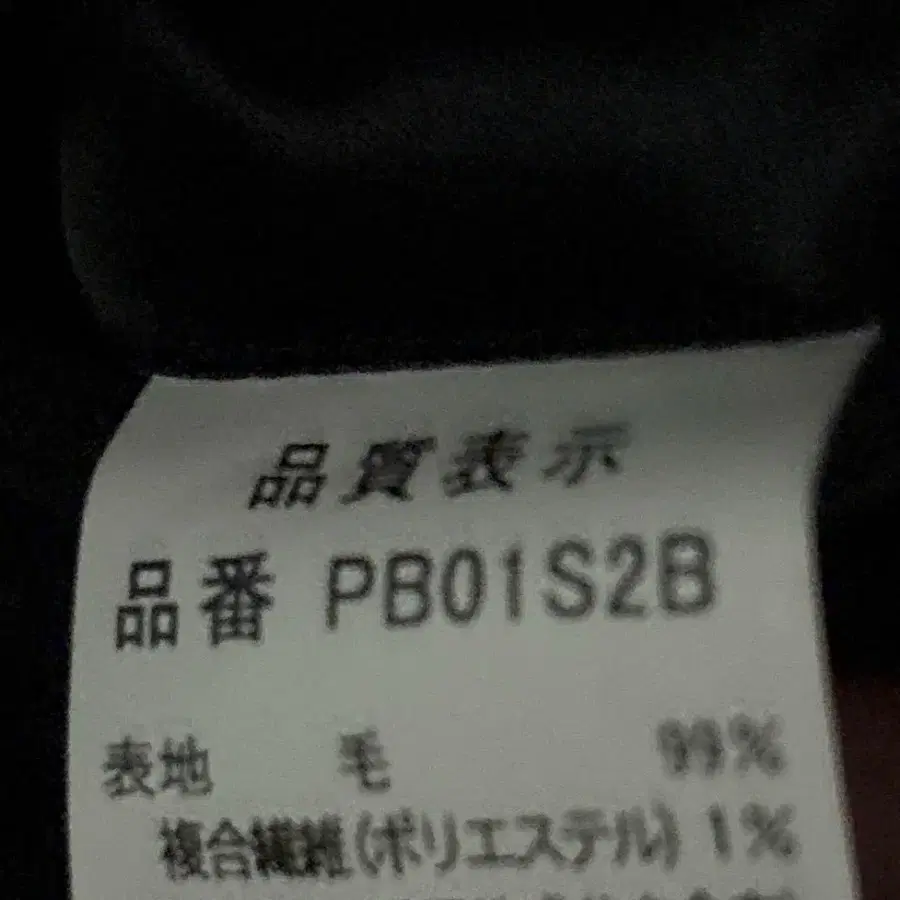 品質表示
品番 PB01S2B
表地 毛 99%
複合繊維(ポリエステル) 1%